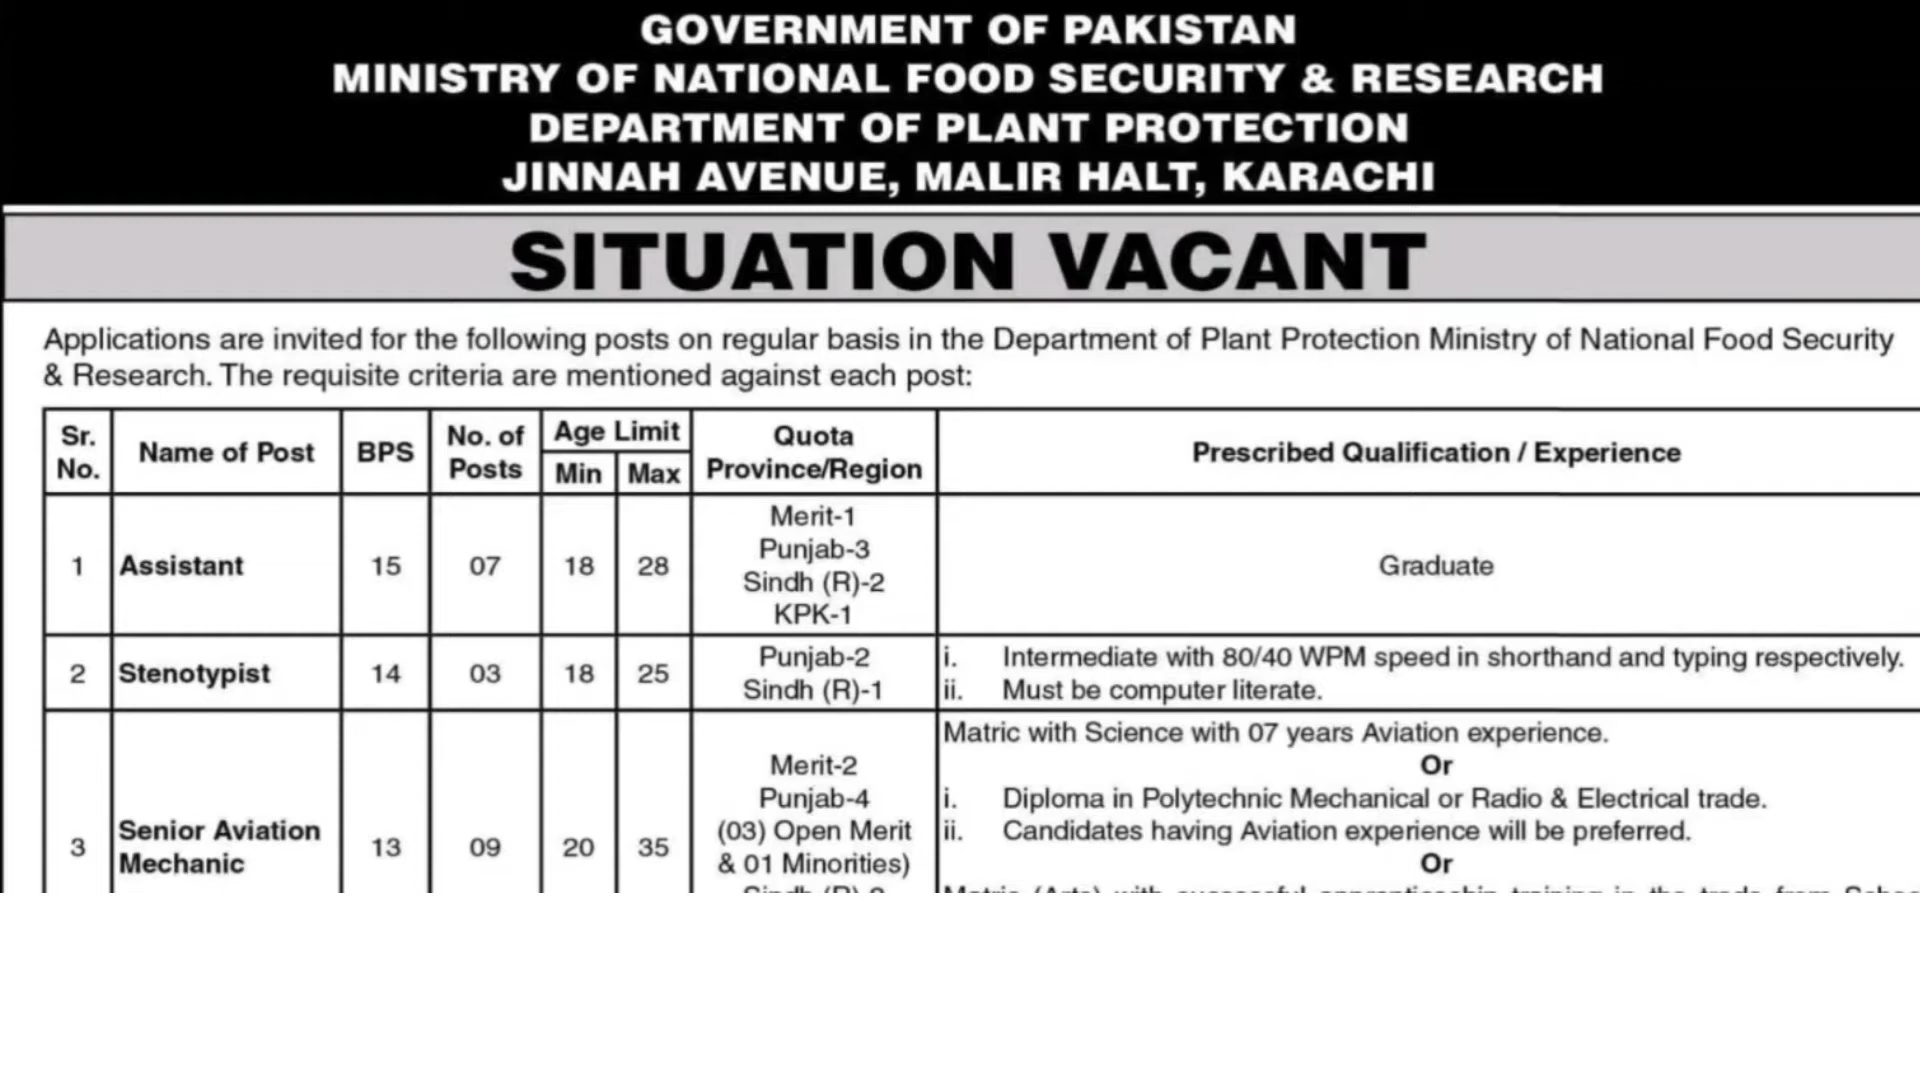 GOVERNMENT OF PAKISTAN
MINISTRY OF NATIONAL FOOD SECURITY & RESEARCH
DEPARTMENT OF PLANT PROTECTION
JINNAH AVENUE, MALIR HALT, KARACHI
SITUATION VACANT
Applications are invited for the following posts on regular basis in the Department of Plant Protection Ministry of National Food Security
& Research. The requisite criteria are mentioned against each post:
Sr. No. Name of Post BPS No. of Posts Age Limit Min Max Quota Province/Region Prescribed Qualification / Experience
1 Assistant 15 07 18 28
Merit-1
Punjab-3
Sindh (R)-2
KPK-1
Graduate
2 Stenotypist 14 03 18 25
Punjab-2
Sindh (R)-1
i. Intermediate with 80/40 WPM speed in shorthand and typing respectively.
ii. Must be computer literate.
3 Senior Aviation Mechanic 13 09 20 35
Merit-2
Punjab-4
(03) Open Merit
& 01 Minorities)
Matric with Science with 07 years Aviation experience.
Or
i. Diploma in Polytechnic Mechanical or Radio & Electrical trade.
ii. Candidates having Aviation experience will be preferred.
Or